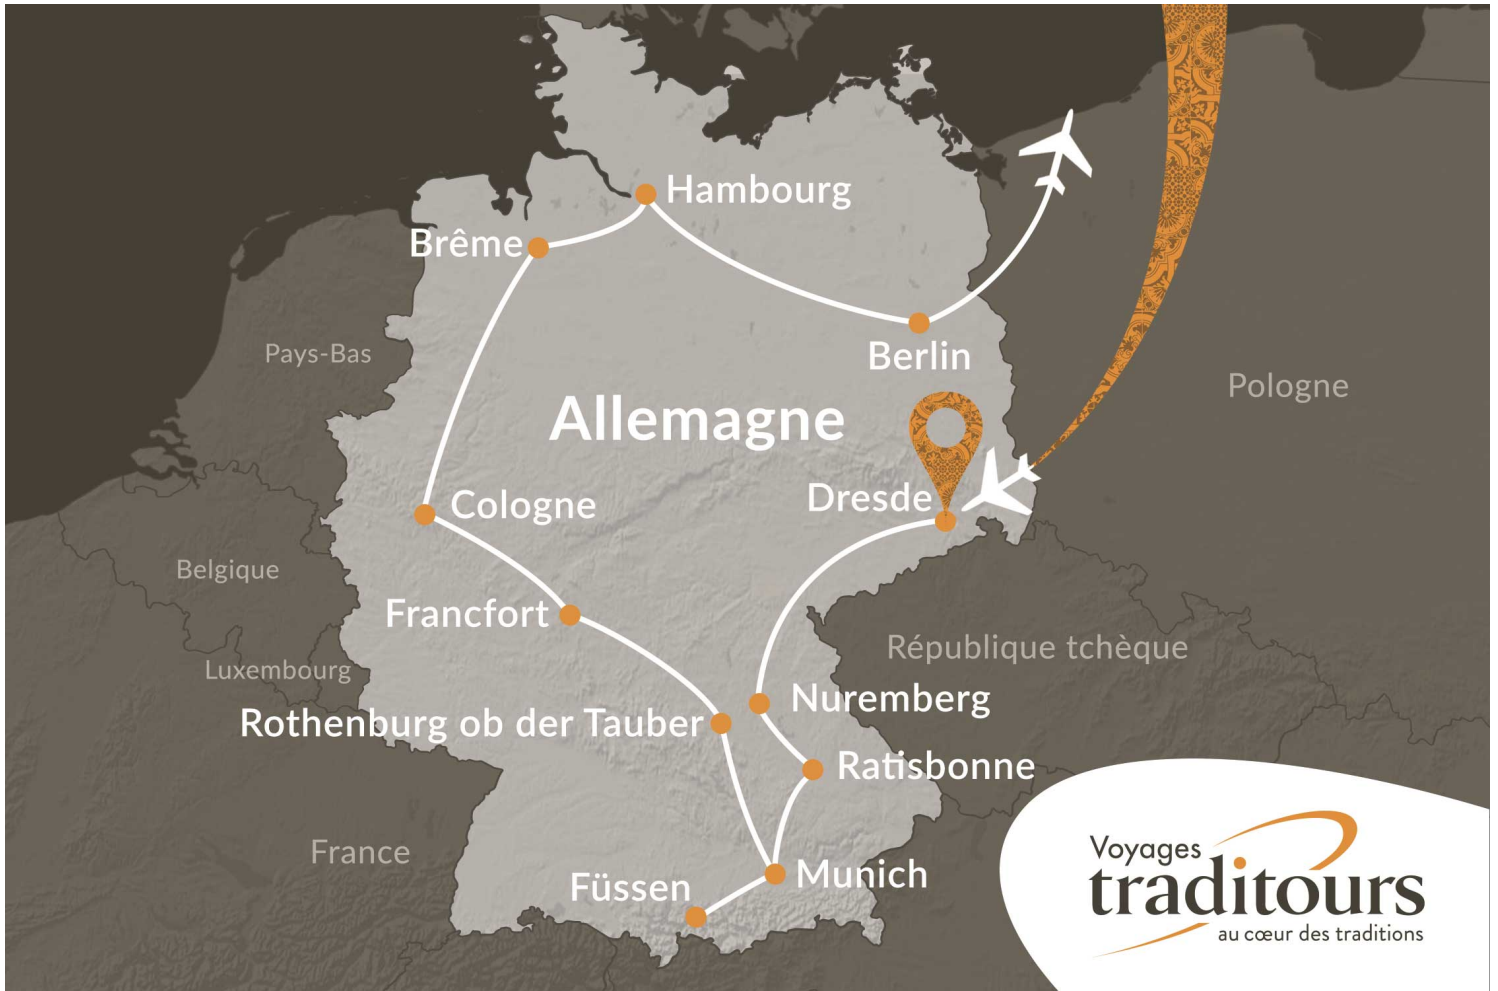 Hambourg
Brême
Berlin
Pays-Bas
Pologne
Allemagne
Dresde
Cologne
Belgique
Francfort
République tchèque
Luxembourg
Nuremberg
Rothenburg ob der Tauber
Ratisbonne
France
Munich
Füssen
Voyages
traditours
au cœur des traditions